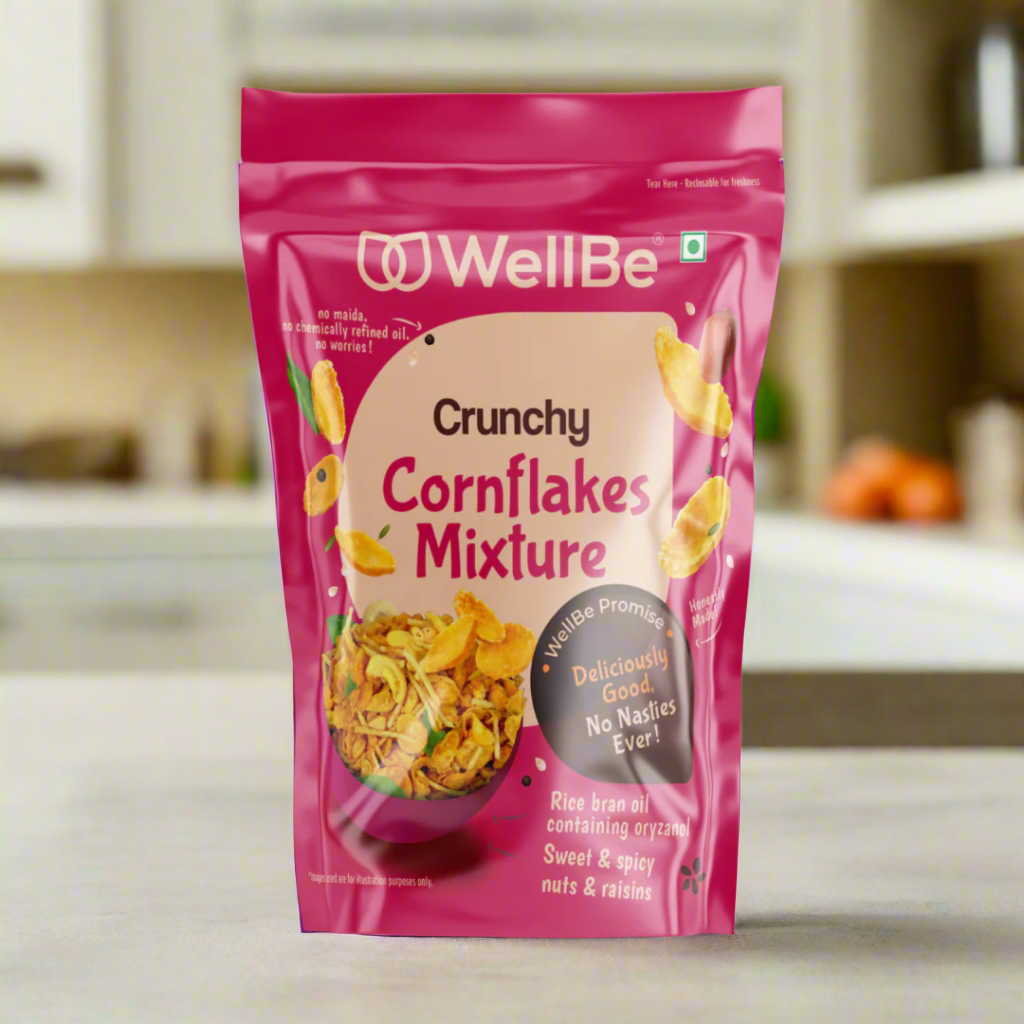 Tear Here - Reclosable for freshness
WellBe®
no maida,
no chemically refined oil,
no worries!
Crunchy
Cornflakes
Mixture
WellBe Promise
Deliciously
Good,
No Nasties
Ever!
Rice bran oil
containing oryzanol
Sweet & spicy
nuts & raisins
*Images used are for illustration purposes only.